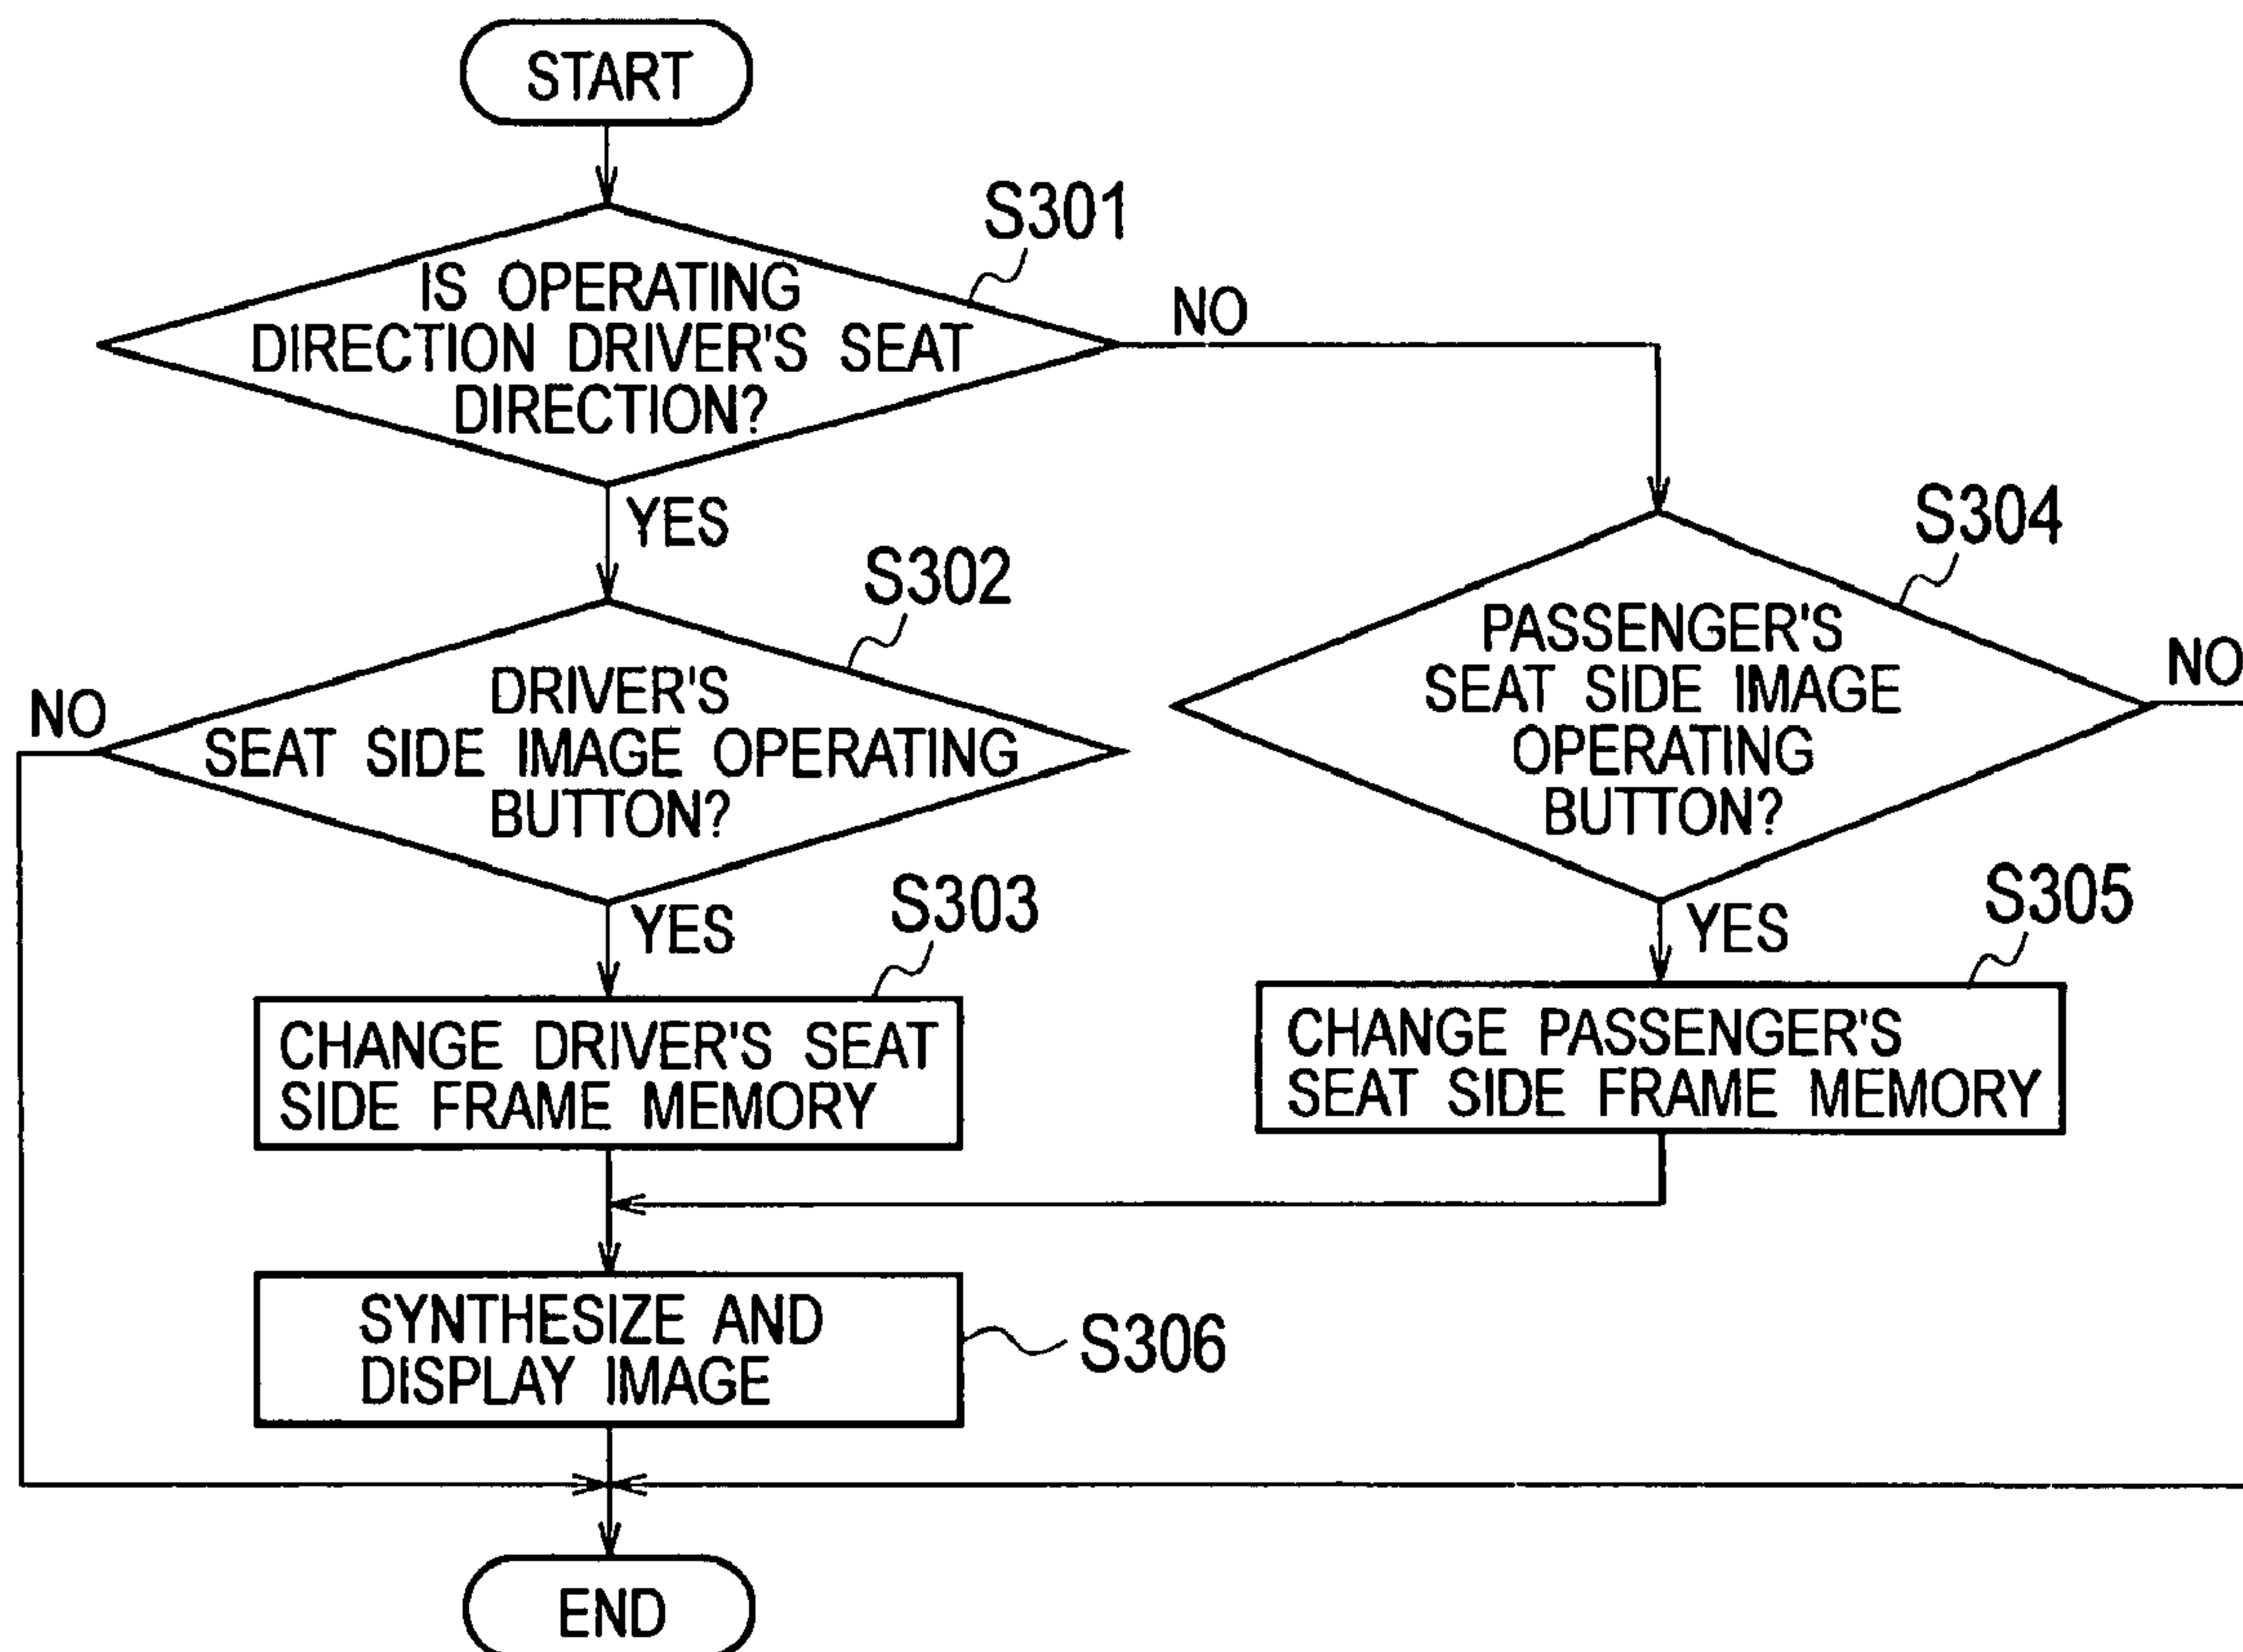 START
S301
IS OPERATING
DIRECTION DRIVER'S SEAT
DIRECTION?
NO
YES
S302
DRIVER'S
SEAT SIDE IMAGE OPERATING
BUTTON?
NO
YES
S304
PASSENGER'S
SEAT SIDE IMAGE
OPERATING
BUTTON?
NO
YES
S303
CHANGE DRIVER'S SEAT
SIDE FRAME MEMORY
S305
CHANGE PASSENGER'S
SEAT SIDE FRAME MEMORY
SYNTHESIZE AND
DISPLAY IMAGE
S306
END